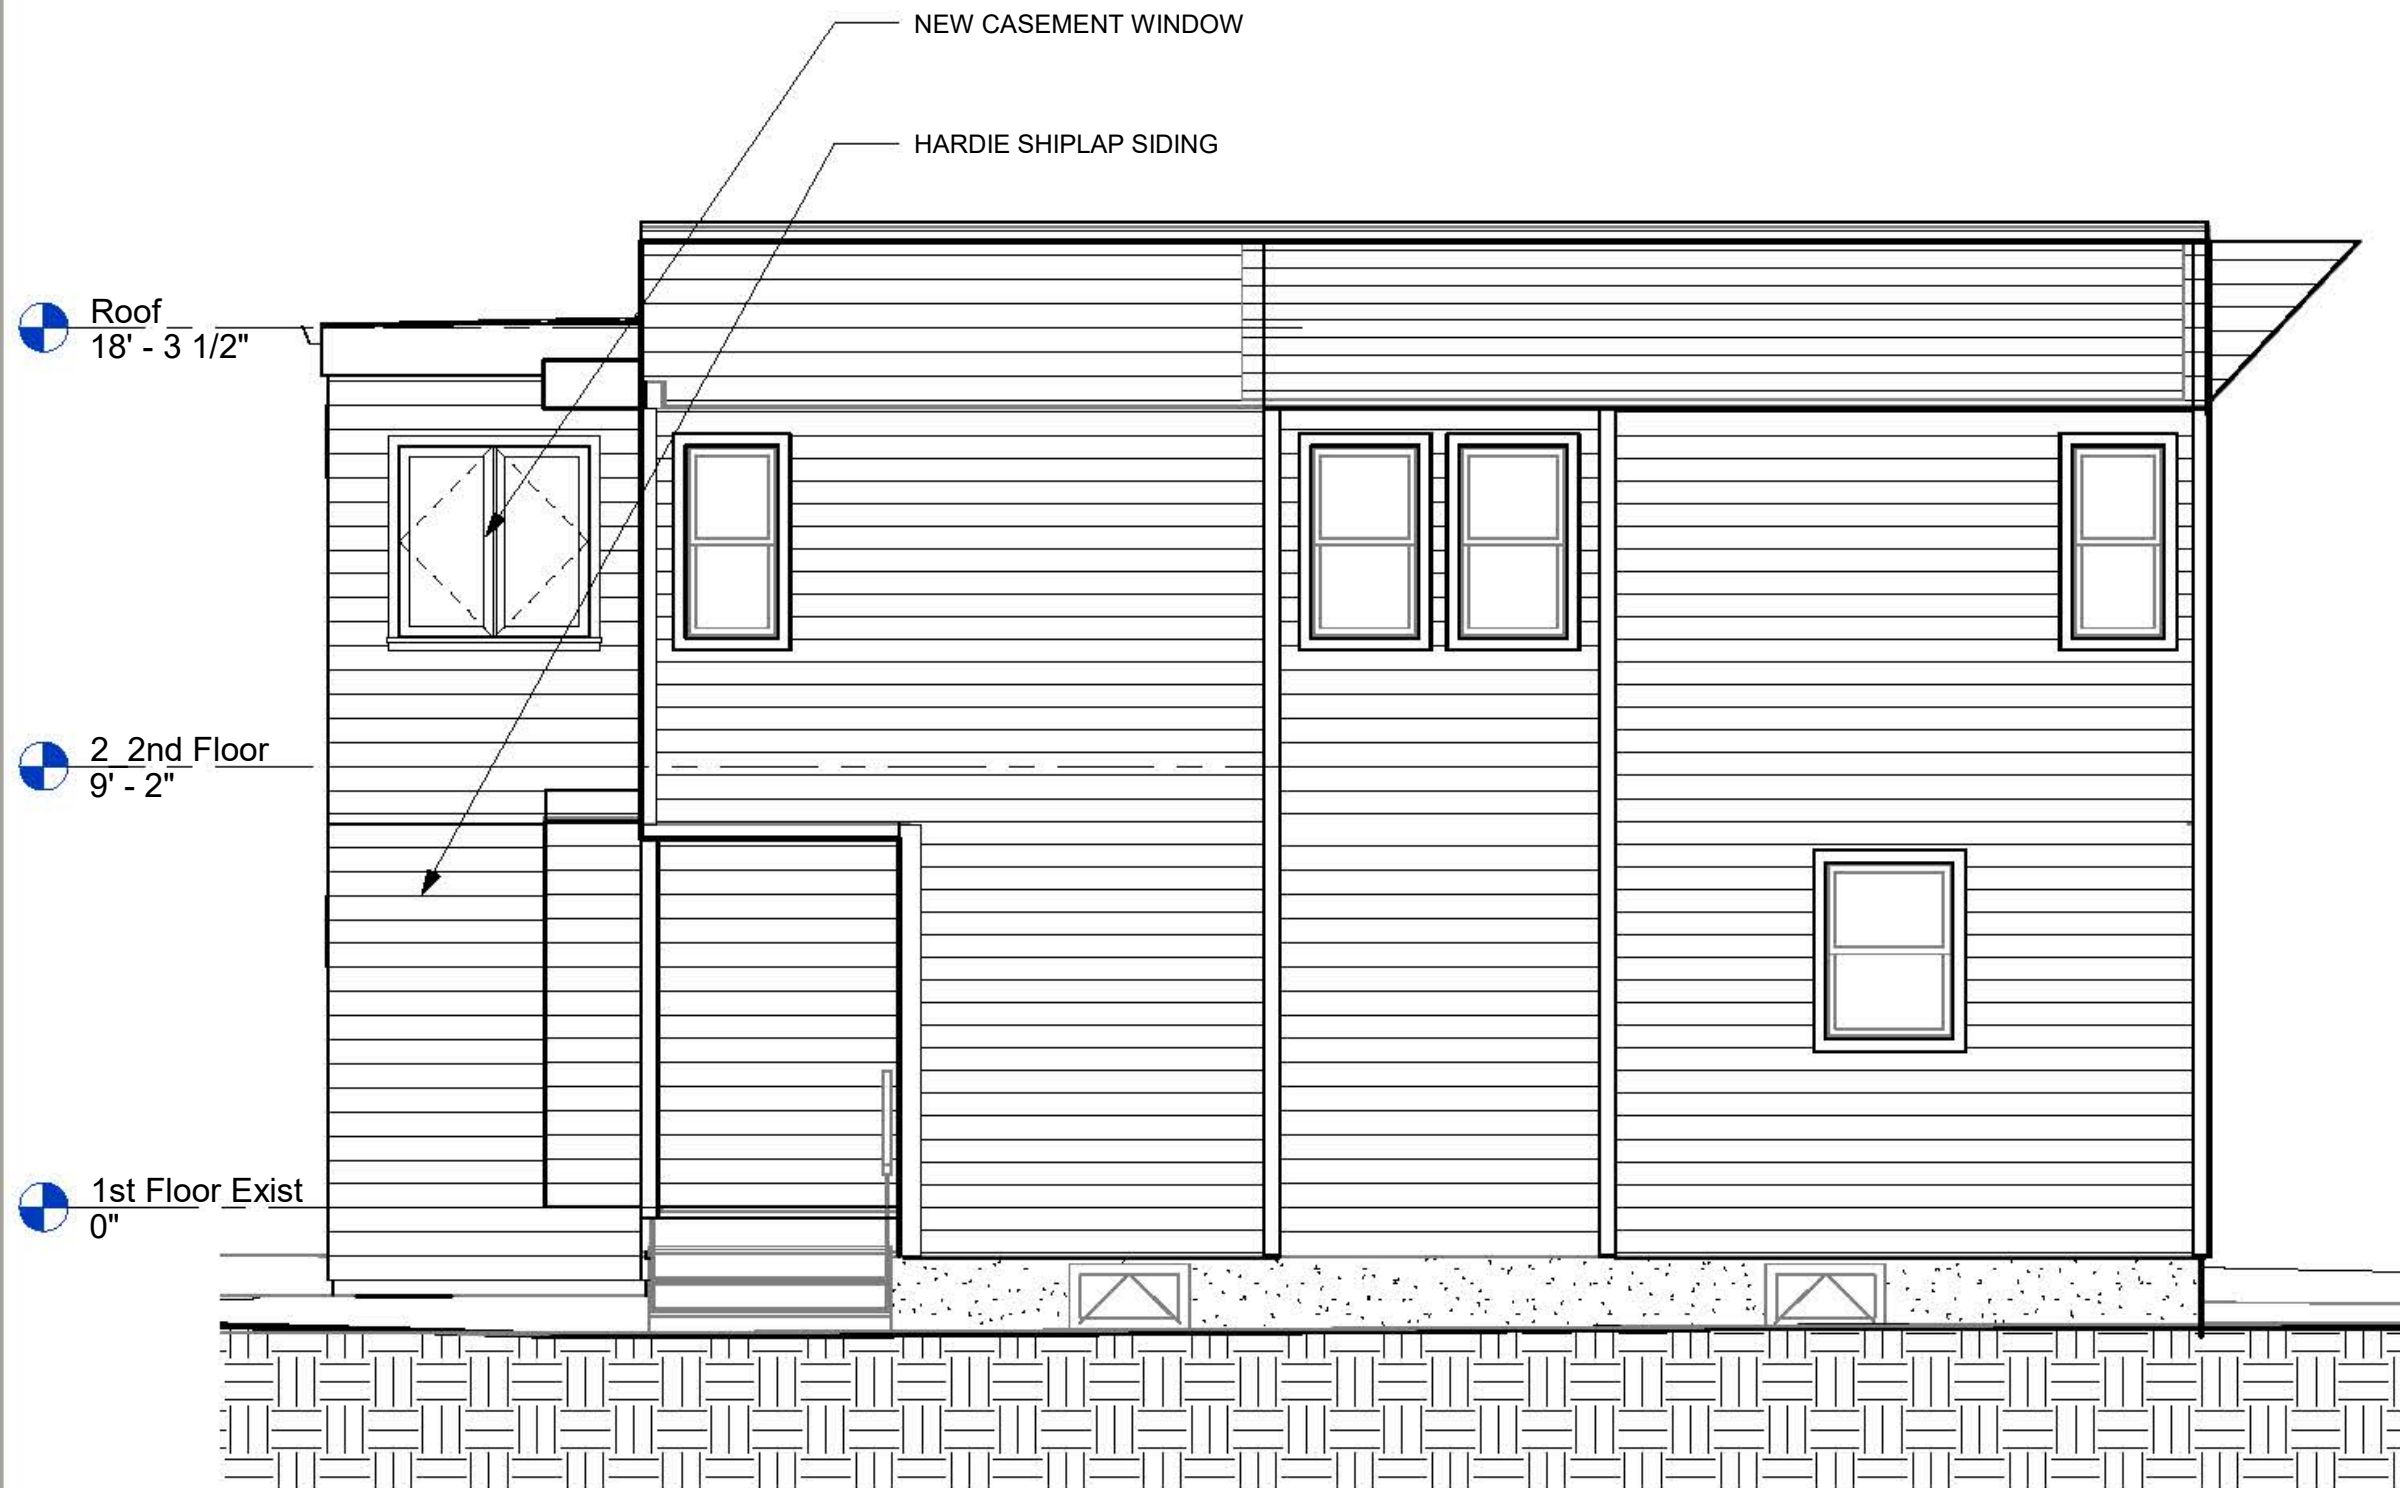 NEW CASEMENT WINDOW
HARDIE SHIPLAP SIDING
Roof
18' - 3 1/2"
2_2nd Floor
9' - 2"
1st Floor Exist
0"